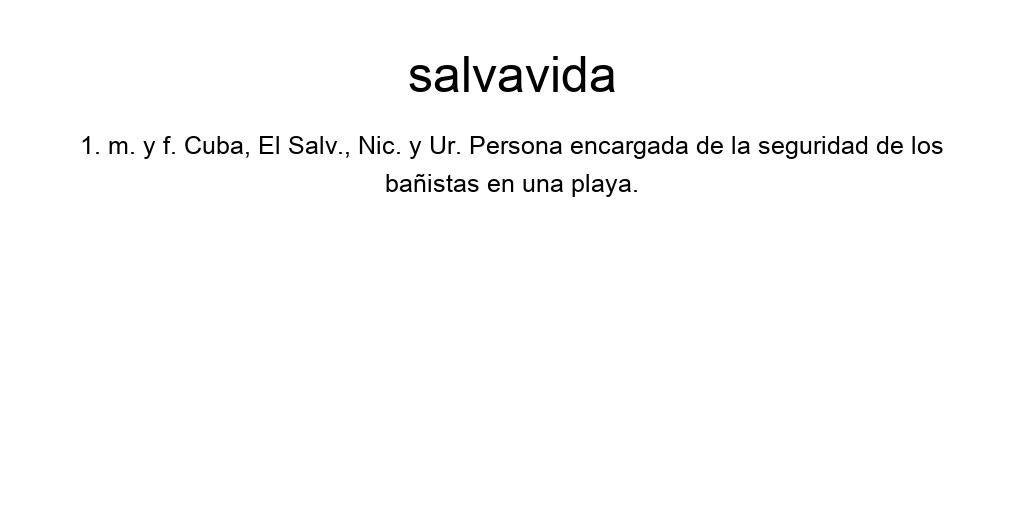 salvavida
1. m. y f. Cuba, El Salv., Nic. y Ur. Persona encargada de la seguridad de los
bañistas en una playa.